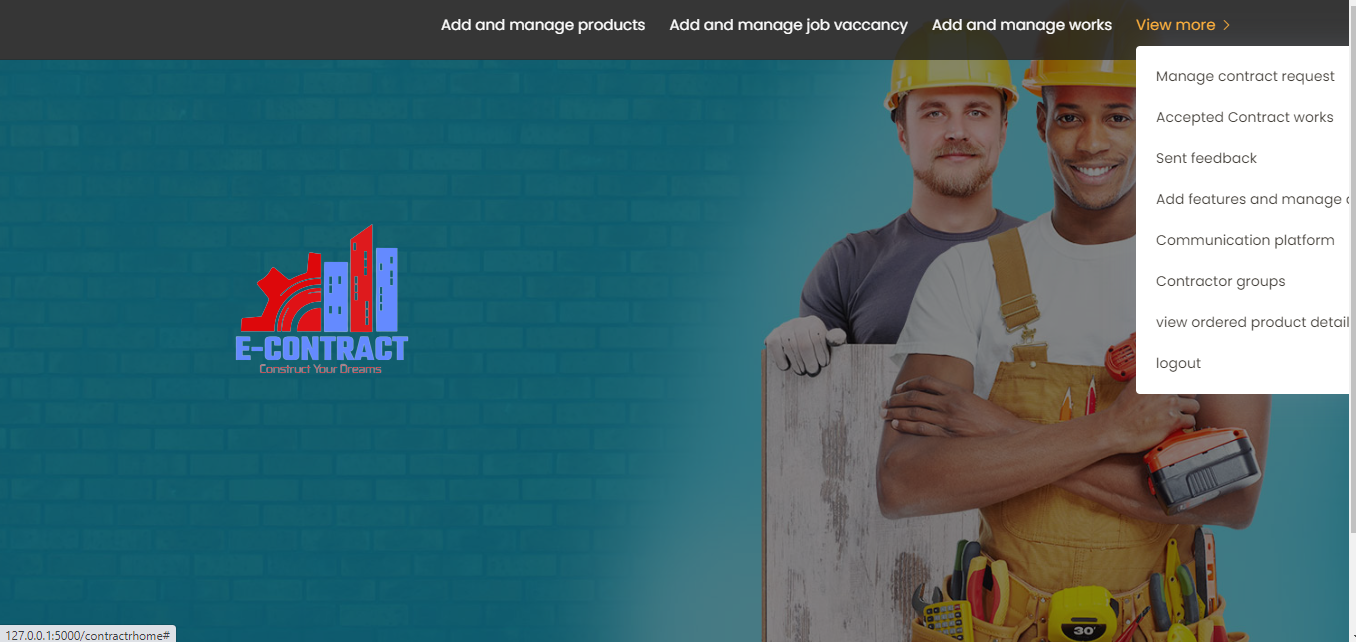 Add and manage products Add and manage job vaccancy Add and manage works View more
Manage contract request
Accepted Contract works
Sent feedback
Add features and manage
Communication platform
Contractor groups
view ordered product detail
logout
E-CONTRACT
Construct Your Dreams
30'
127.0.0.1:5000/contractrhome#